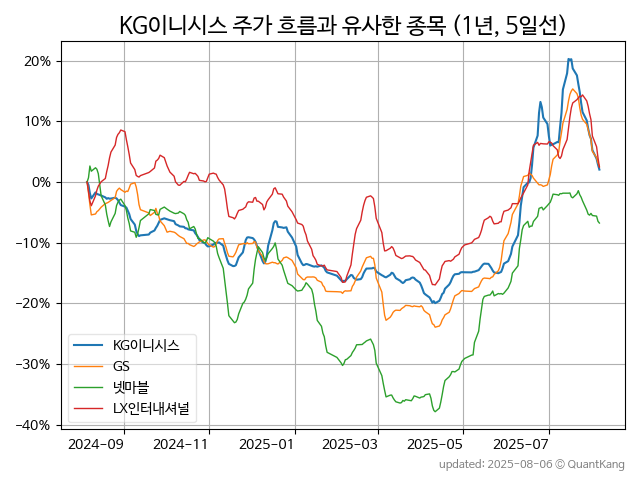 KG이니시스 주가 흐름과 유사한 종목 (1년, 5일선)
20%
10%
0%
−10%
−20%
−30%
−40%
KG이니시스
GS
넷마블
LX인터내셔널
2024−09
2024−11
2025−01
2025−03
2025−05
2025−07
updated: 2025-08-06 © QuantKang